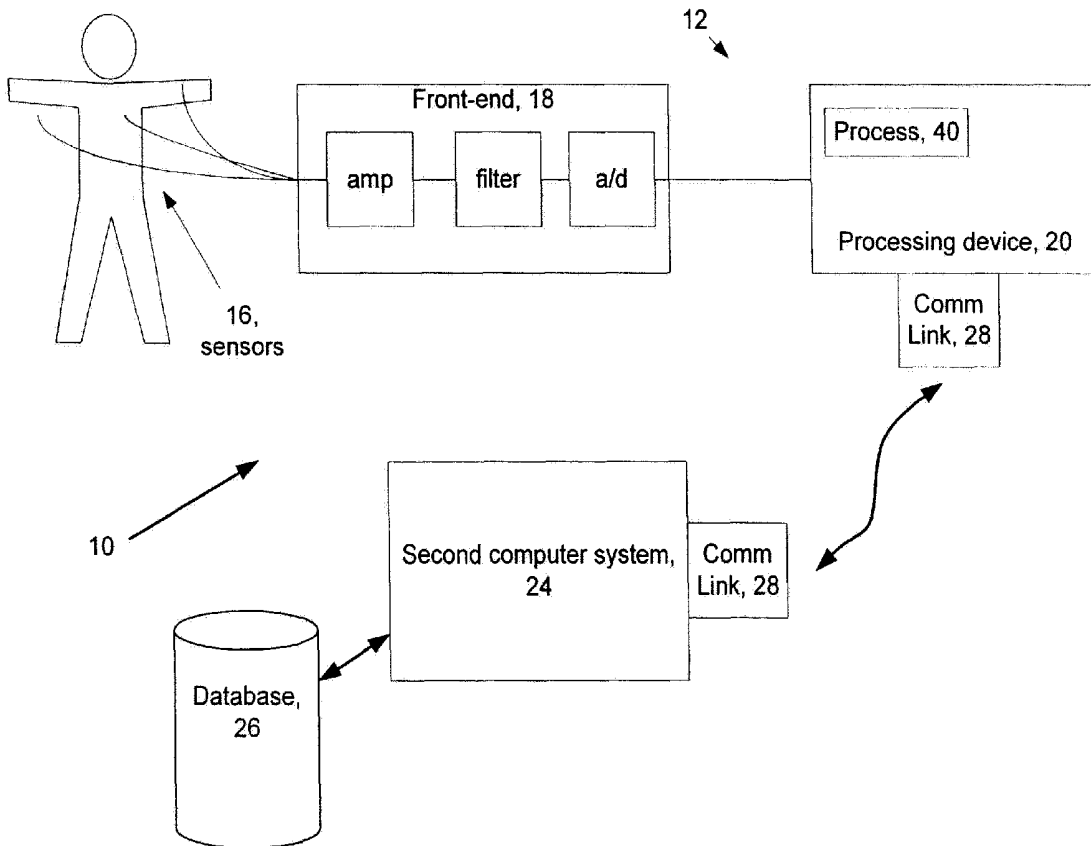 12
Front-end, 18
amp
filter
a/d
Process, 40
Processing device, 20
16,
sensors
Comm
Link, 28
10
Second computer system,
24
Comm
Link, 28
Database,
26